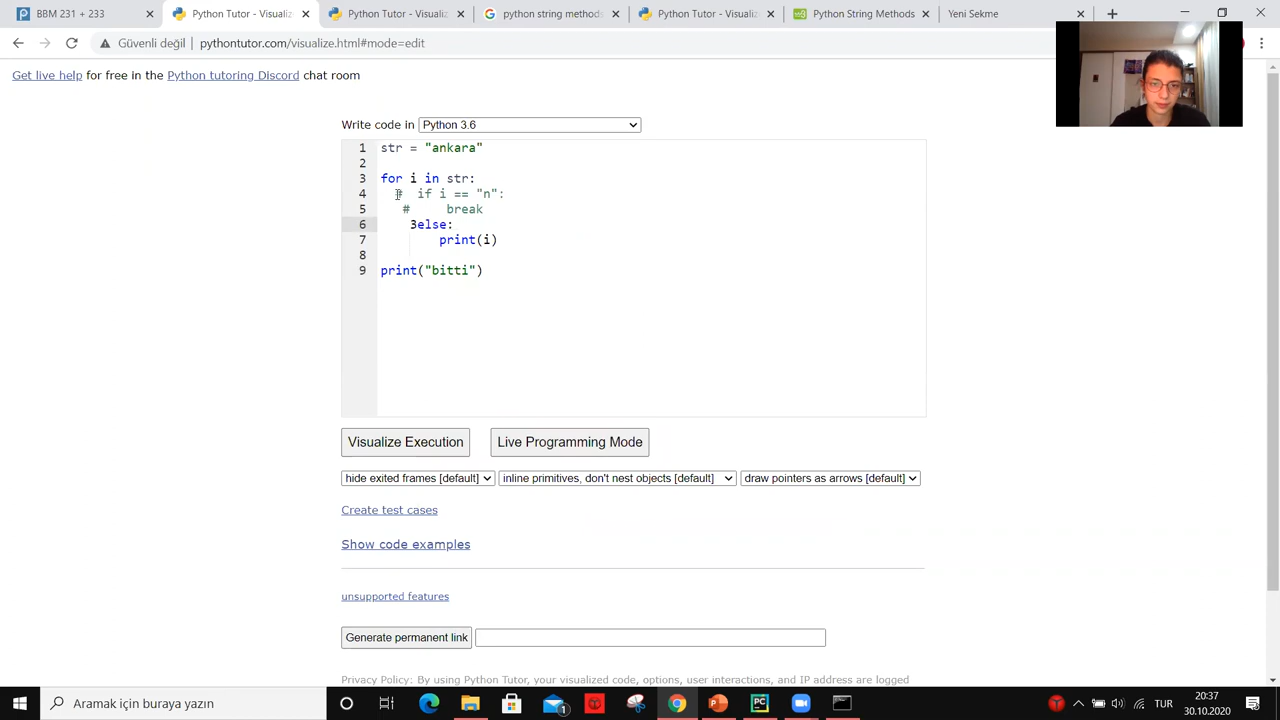 BBM 231 + 233
Python Tutor - Visualiz
Python Tutor - Visualiz
python string methods
Python Tutor - Visualiz
Python String Methods
Yeni Sekme
Güvenli değil | pythontutor.com/visualize.html#mode=edit
Get live help for free in the Python tutoring Discord chat room
Write code in Python 3.6
1 str = "ankara"
2
3 for i in str:
4 # if i == "n":
5 # break
6 3else:
7 print(i)
8
9 print("bitti")
Visualize Execution
Live Programming Mode
hide exited frames [default]
inline primitives, don't nest objects [default]
draw pointers as arrows [default]
Create test cases
Show code examples
unsupported features
Generate permanent link
Privacy Policy: By using Python Tutor, your visualized code, options, user interactions, and IP address are logged
Aramak için buraya yazın
1
TUR
20:37
30.10.2020